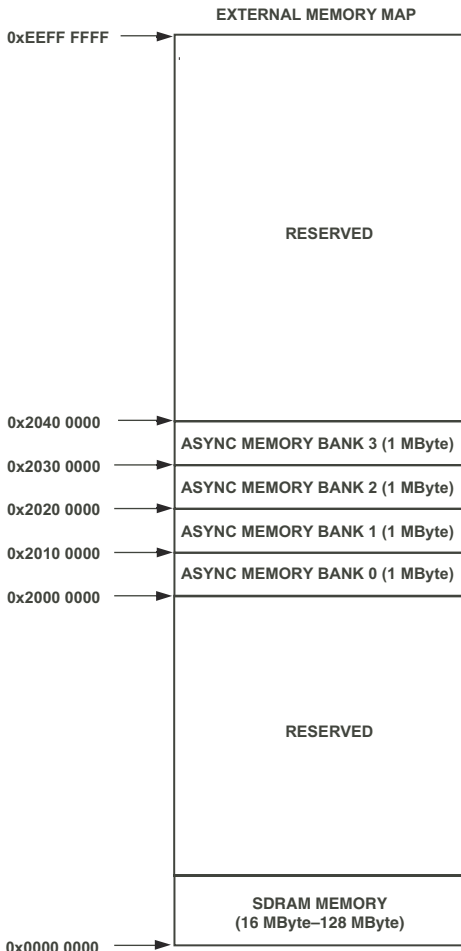 EXTERNAL MEMORY MAP
0xEEFF FFFF
RESERVED
0x2040 0000
ASYNC MEMORY BANK 3 (1 MByte)
0x2030 0000
ASYNC MEMORY BANK 2 (1 MByte)
0x2020 0000
ASYNC MEMORY BANK 1 (1 MByte)
0x2010 0000
ASYNC MEMORY BANK 0 (1 MByte)
0x2000 0000
RESERVED
SDRAM MEMORY
(16 MByte–128 MByte)
0x0000 0000